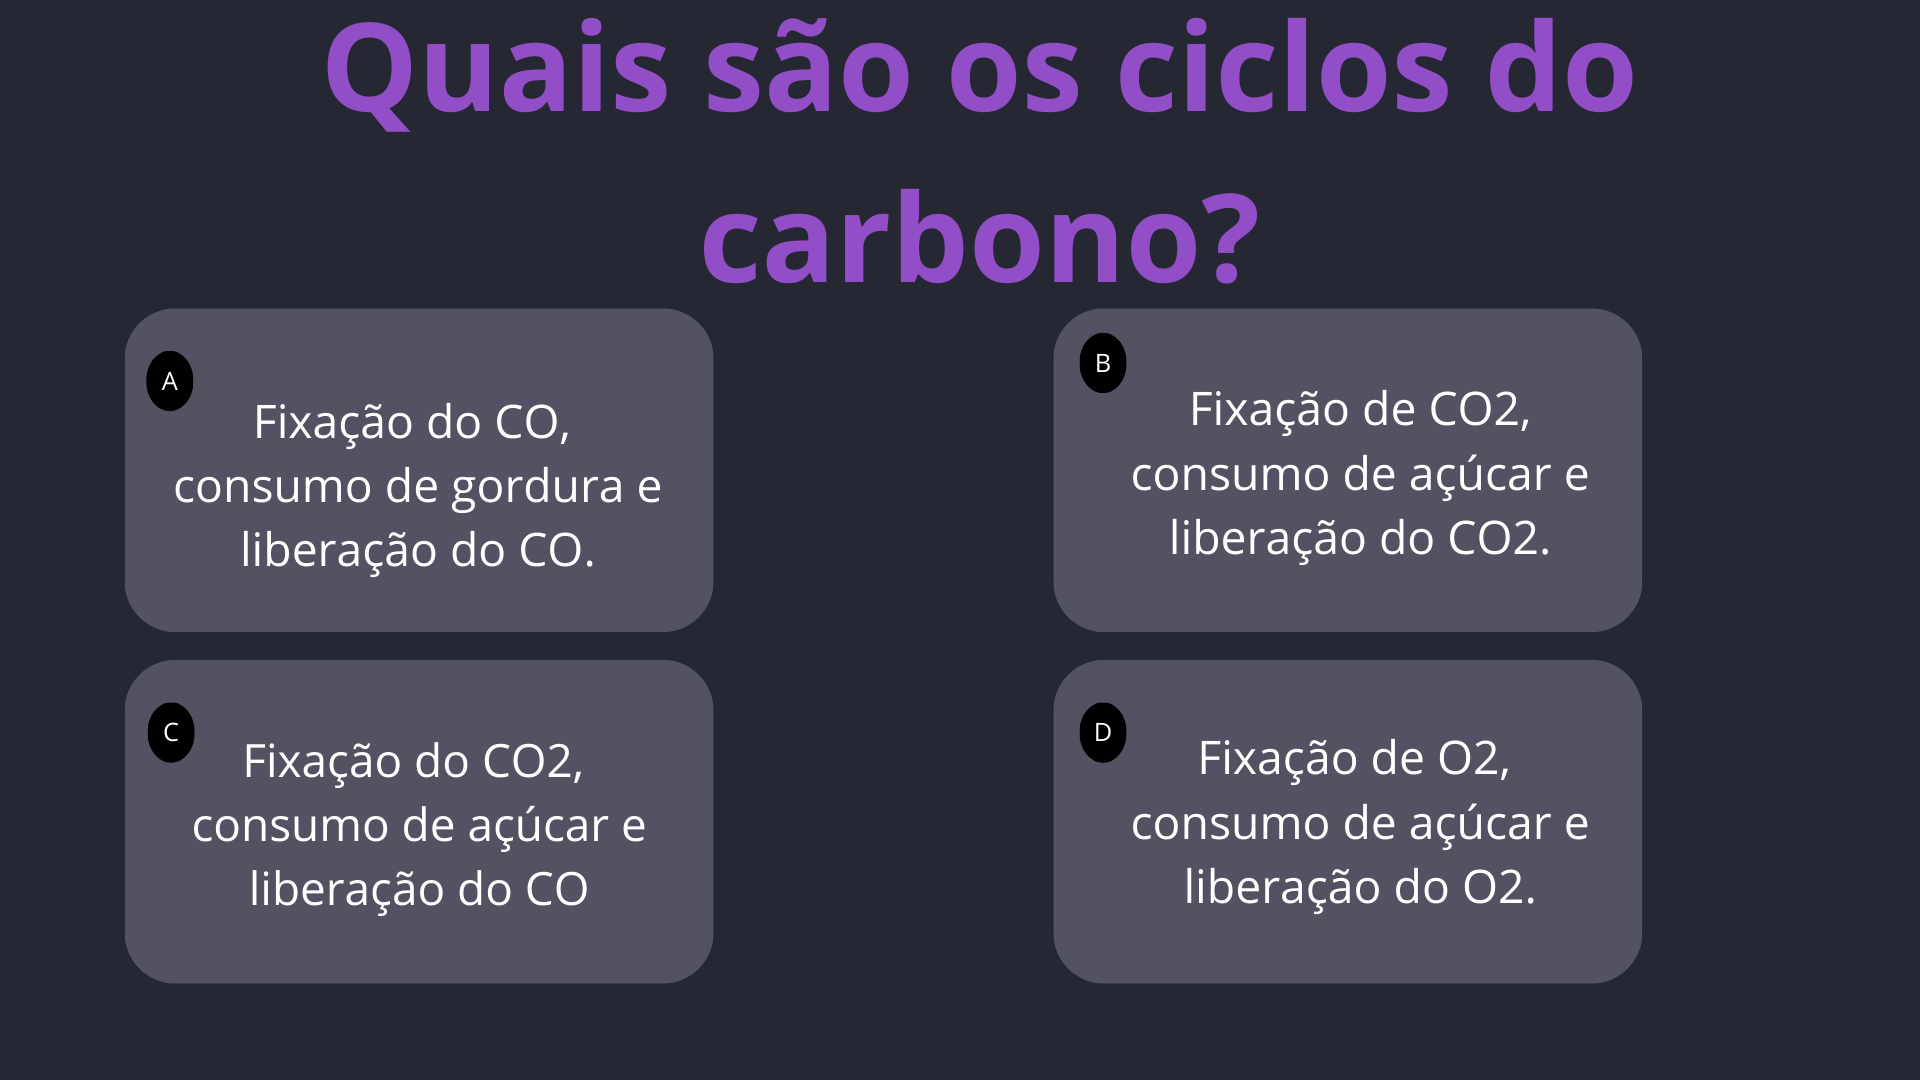 Quais são os ciclos do
carbono?
A
Fixação do CO,
consumo de gordura e
liberação do CO.
B
Fixação de CO2,
consumo de açúcar e
liberação do CO2.
C
Fixação do CO2,
consumo de açúcar e
liberação do CO
D
Fixação de O2,
consumo de açúcar e
liberação do O2.